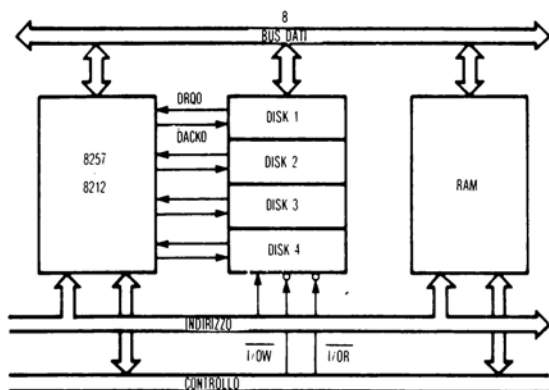 8
BUS DATI
DRQ0
DACK0
8257
8212
DISK 1
DISK 2
DISK 3
DISK 4
RAM
INDIRIZZO
I/OW
I/OR
CONTROLLO